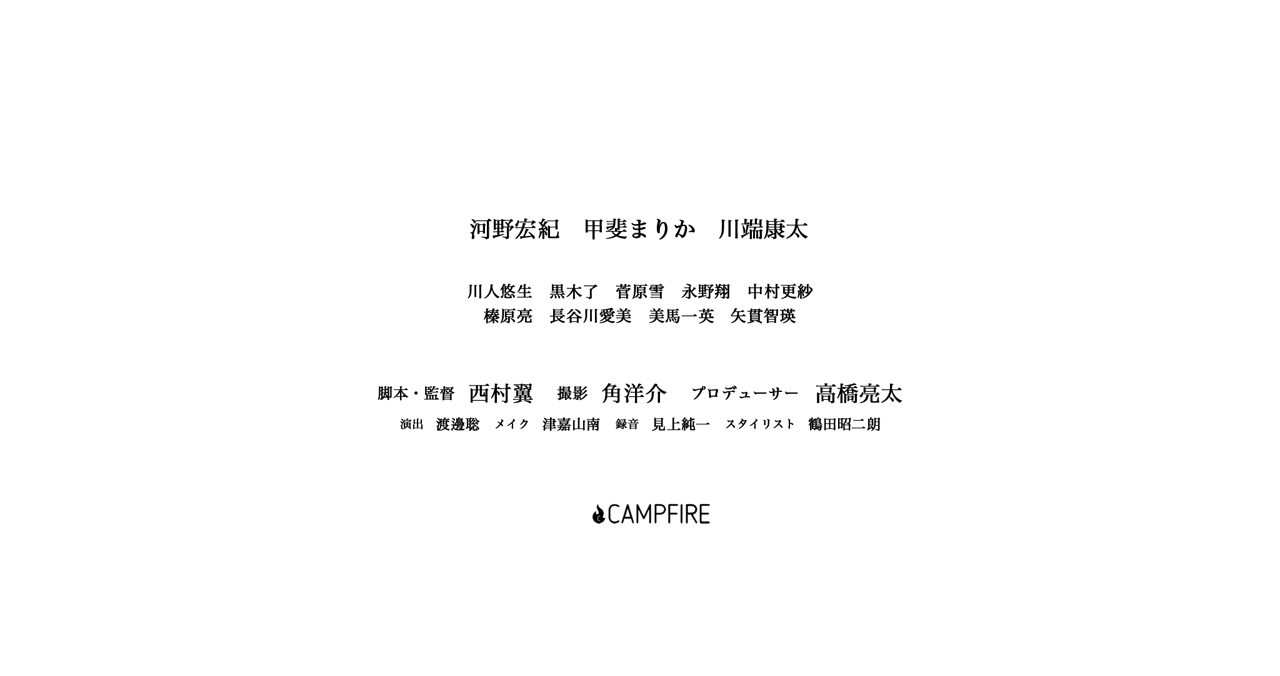 河野宏紀　甲斐まりか　川端康太
川人悠生　黒木了　菅原雪　永野翔　中村更紗
榛原亮　長谷川愛美　美馬一英　矢貫智瑛
脚本・監督　西村翼　撮影　角洋介　プロデューサー　高橋亮太
演出　渡邊聡　メイク　津嘉山南　録音　見上純一　スタイリスト　鶴田昭二朗
CAMPFIRE